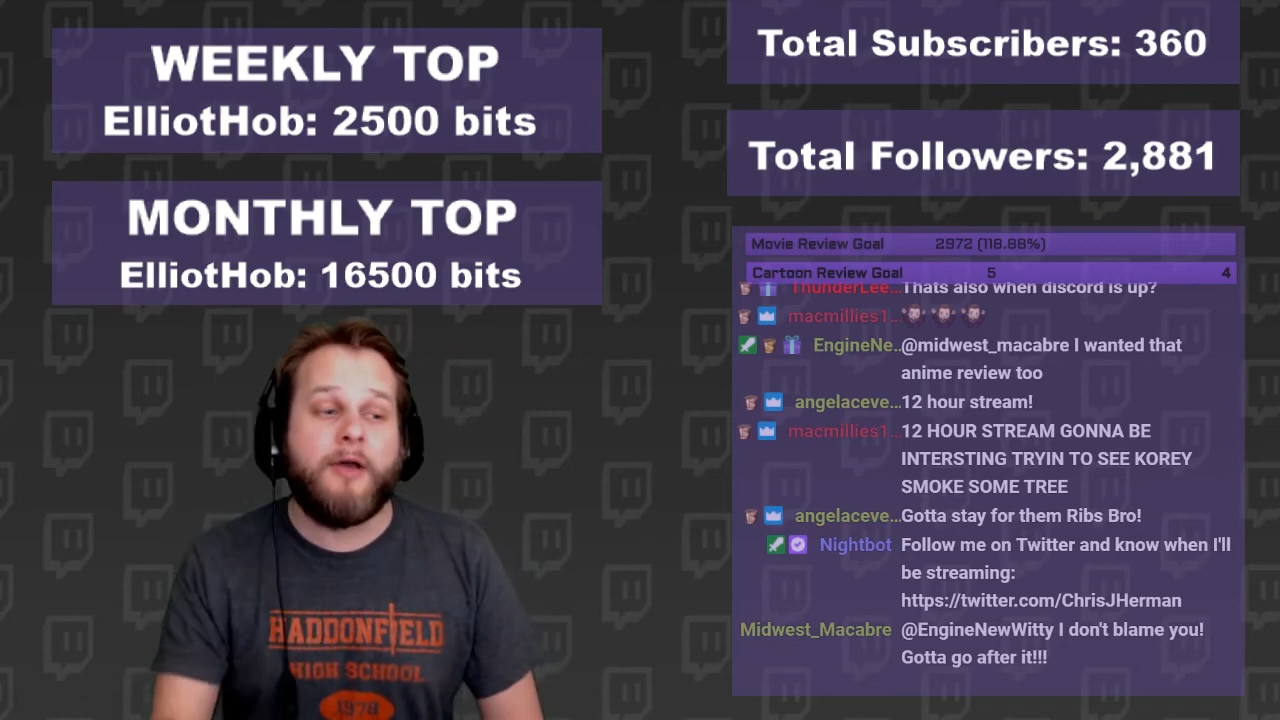 WEEKLY TOP
ElliotHob: 2500 bits
MONTHLY TOP
ElliotHob: 16500 bits
Total Subscribers: 360
Total Followers: 2,881
Movie Review Goal 2972 (118.88%)
Cartoon Review Goal 5 4
ThunderLee... Thats also when discord is up?
macmillies1...
EngineNe... @midwest_macabre I wanted that
anime review too
angelaceve... 12 hour stream!
macmillies1... 12 HOUR STREAM GONNA BE
INTERSTING TRYIN TO SEE KOREY
SMOKE SOME TREE
angelaceve... Gotta stay for them Ribs Bro!
Nightbot Follow me on Twitter and know when I'll
be streaming:
https://twitter.com/ChrisJHerman
Midwest_Macabre @EngineNewWitty I don't blame you!
Gotta go after it!!!
HADDONFIELD
HIGH SCHOOL
1978